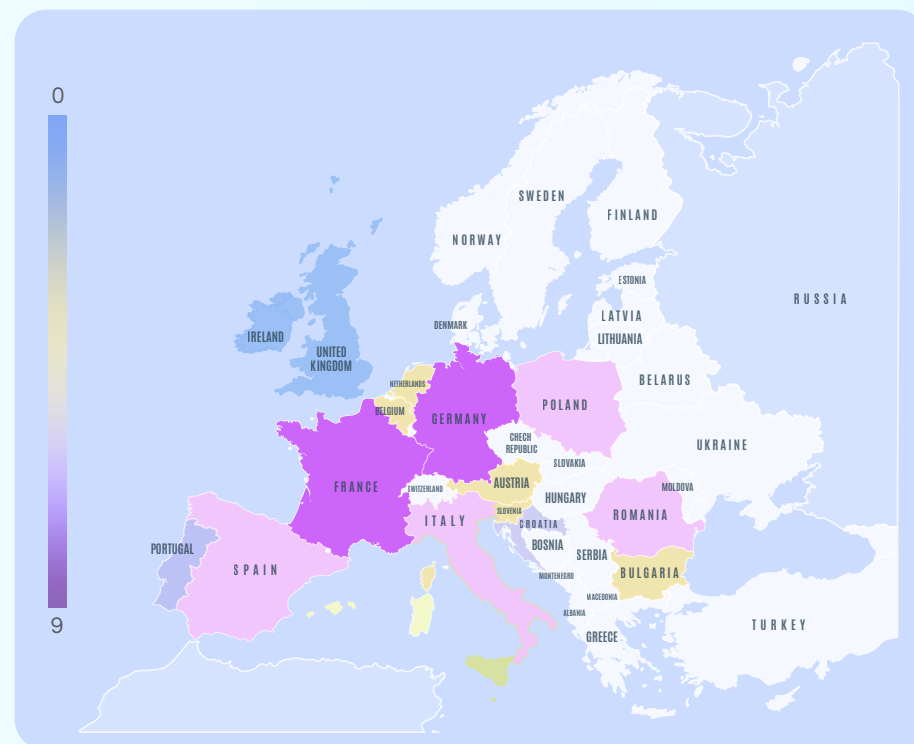 0
SWEDEN
FINLAND
NORWAY
ESTONIA
RUSSIA
LATVIA
DENMARK
IRELAND
LITHUANIA
UNITED
KINGDOM
BELARUS
NETHERLANDS
POLAND
BELGIUM
GERMANY
CHECH
REPUBLIC
UKRAINE
SLOVAKIA
AUSTRIA
FRANCE
SWITZERLAND
MOLDOVA
HUNGARY
SLOVENIA
ROMANIA
ITALY
CROATIA
PORTUGAL
BOSNIA
SERBIA
SPAIN
BULGARIA
MONTENEGRO
MACEDONIA
ALBANIA
9
TURKEY
GREECE